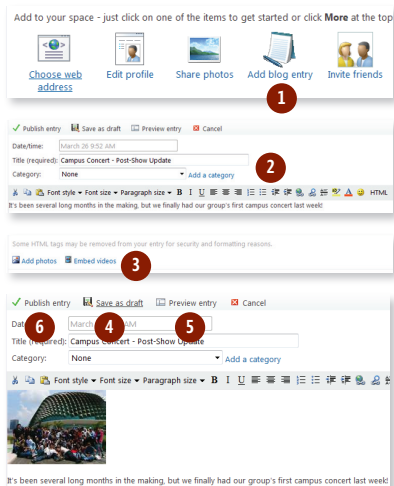 Add to your space - just click on one of the items to get started or click More at the top
Choose web address
Edit profile
Share photos
Add blog entry
Invite friends
1
Publish entry Save as draft Preview entry Cancel
Date/time: March 26 9:52 AM
Title (required): Campus Concert - Post-Show Update
2
Category: None Add a category
Font style Font size Paragraph size B I U HTML
It's been several long months in the making, but we finally had our group's first campus concert last week!
Some HTML tags may be removed from your entry for security and formatting reasons.
Add photos Embed videos
3
Publish entry Save as draft Preview entry Cancel
6 4 5
March
Title (required): Campus Concert - Post-Show Update
Category: None Add a category
Font style Font size Paragraph size B I U
It's been several long months in the making, but we finally had our group's first campus concert last week!